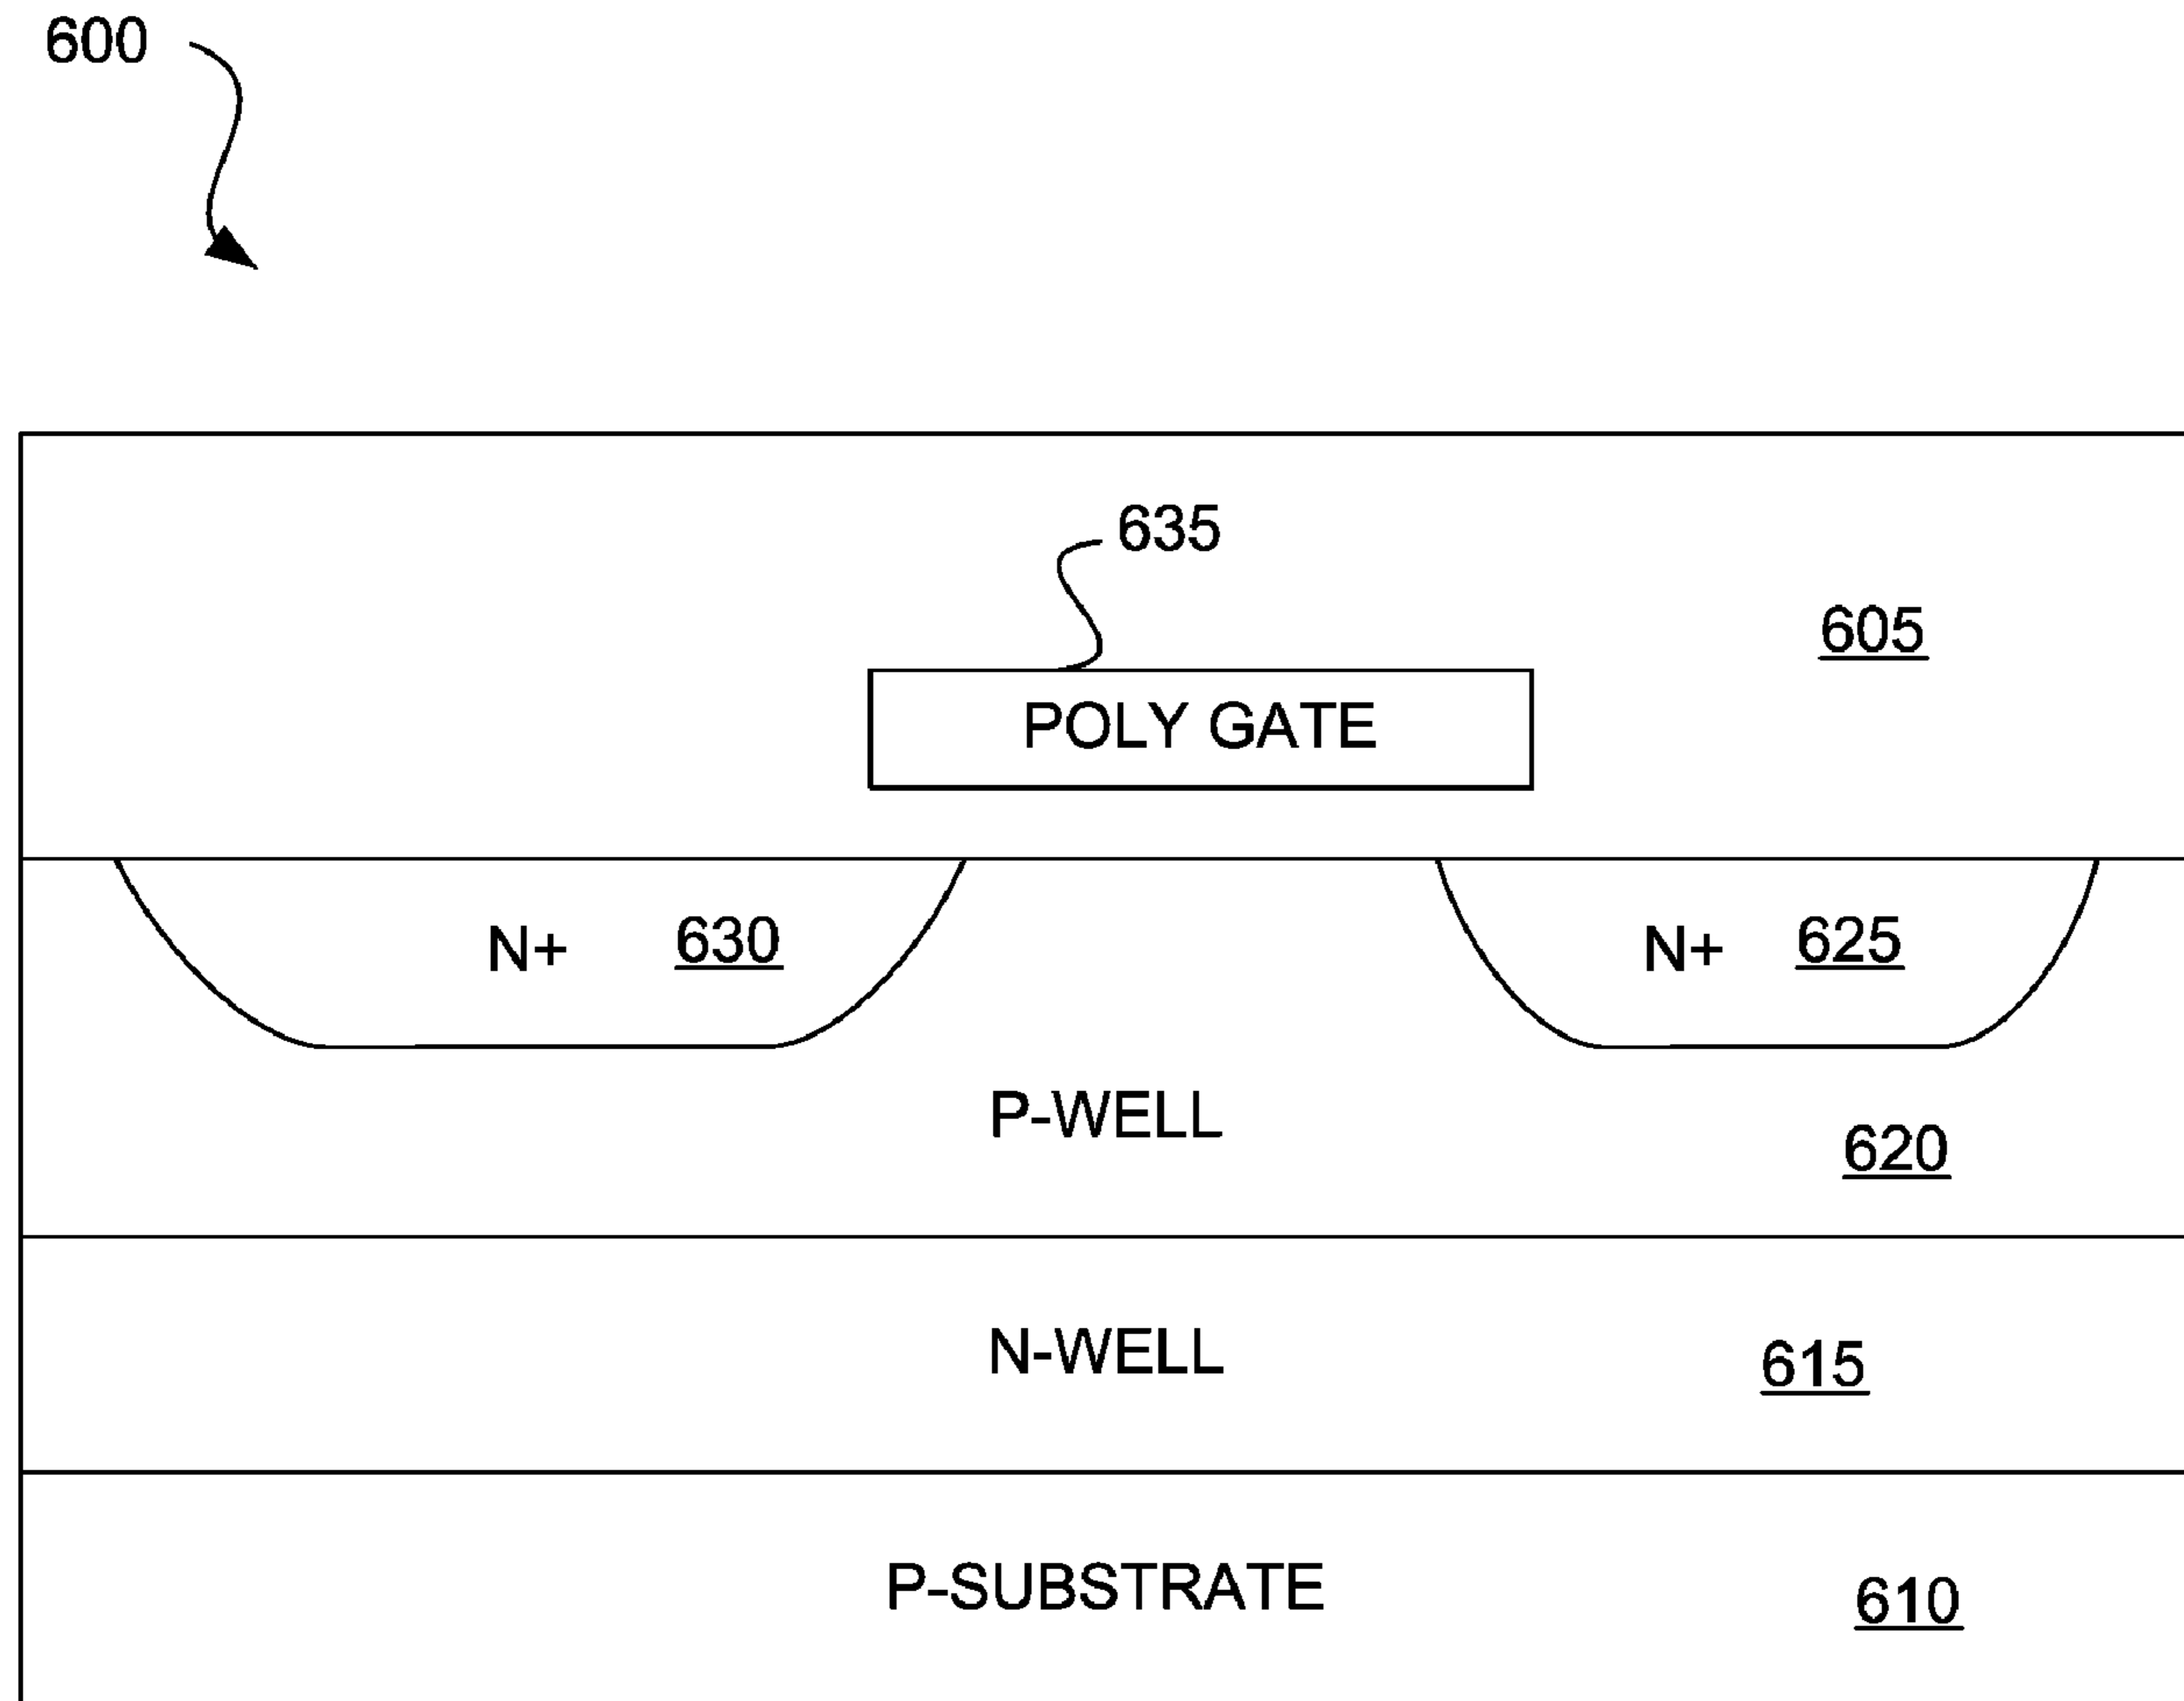 600
635
605
POLY GATE
N+ 630
N+ 625
P-WELL
620
N-WELL
615
P-SUBSTRATE
610